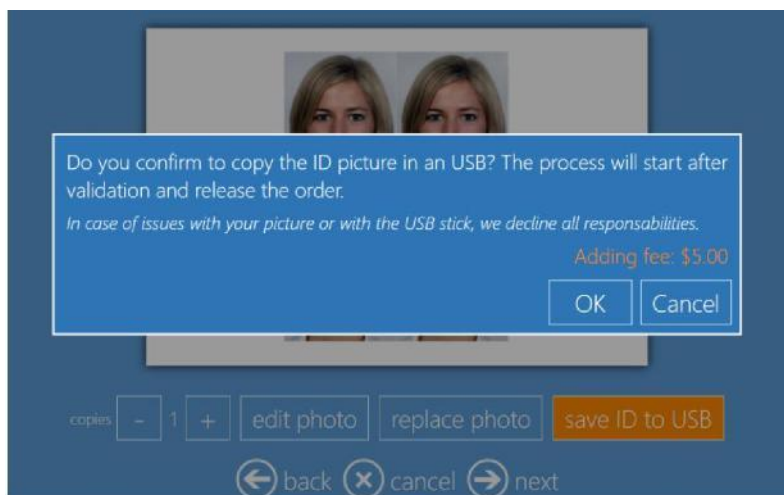 Do you confirm to copy the ID picture in an USB? The process will start after
validation and release the order.
In case of issues with your picture or with the USB stick, we decline all responsabilities.
Adding fee: $5.00
OK Cancel
copies - 1 + edit photo replace photo save ID to USB
back cancel next